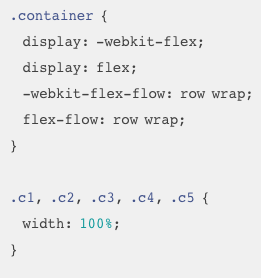 .container {
  display: -webkit-flex;
  display: flex;
  -webkit-flex-flow: row wrap;
  flex-flow: row wrap;
}

.c1, .c2, .c3, .c4, .c5 {
  width: 100%;
}